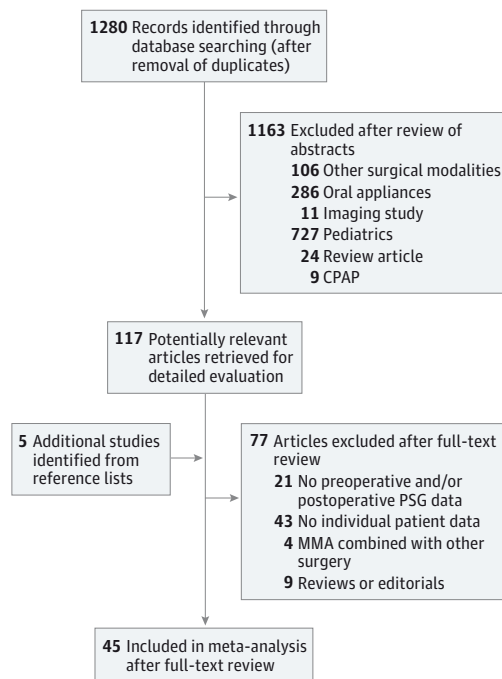 1280 Records identified through
database searching (after
removal of duplicates)
1163 Excluded after review of
abstracts
106 Other surgical modalities
286 Oral appliances
11 Imaging study
727 Pediatrics
24 Review article
9 CPAP
117 Potentially relevant
articles retrieved for
detailed evaluation
5 Additional studies
identified from
reference lists
77 Articles excluded after full-text
review
21 No preoperative and/or
postoperative PSG data
43 No individual patient data
4 MMA combined with other
surgery
9 Reviews or editorials
45 Included in meta-analysis
after full-text review